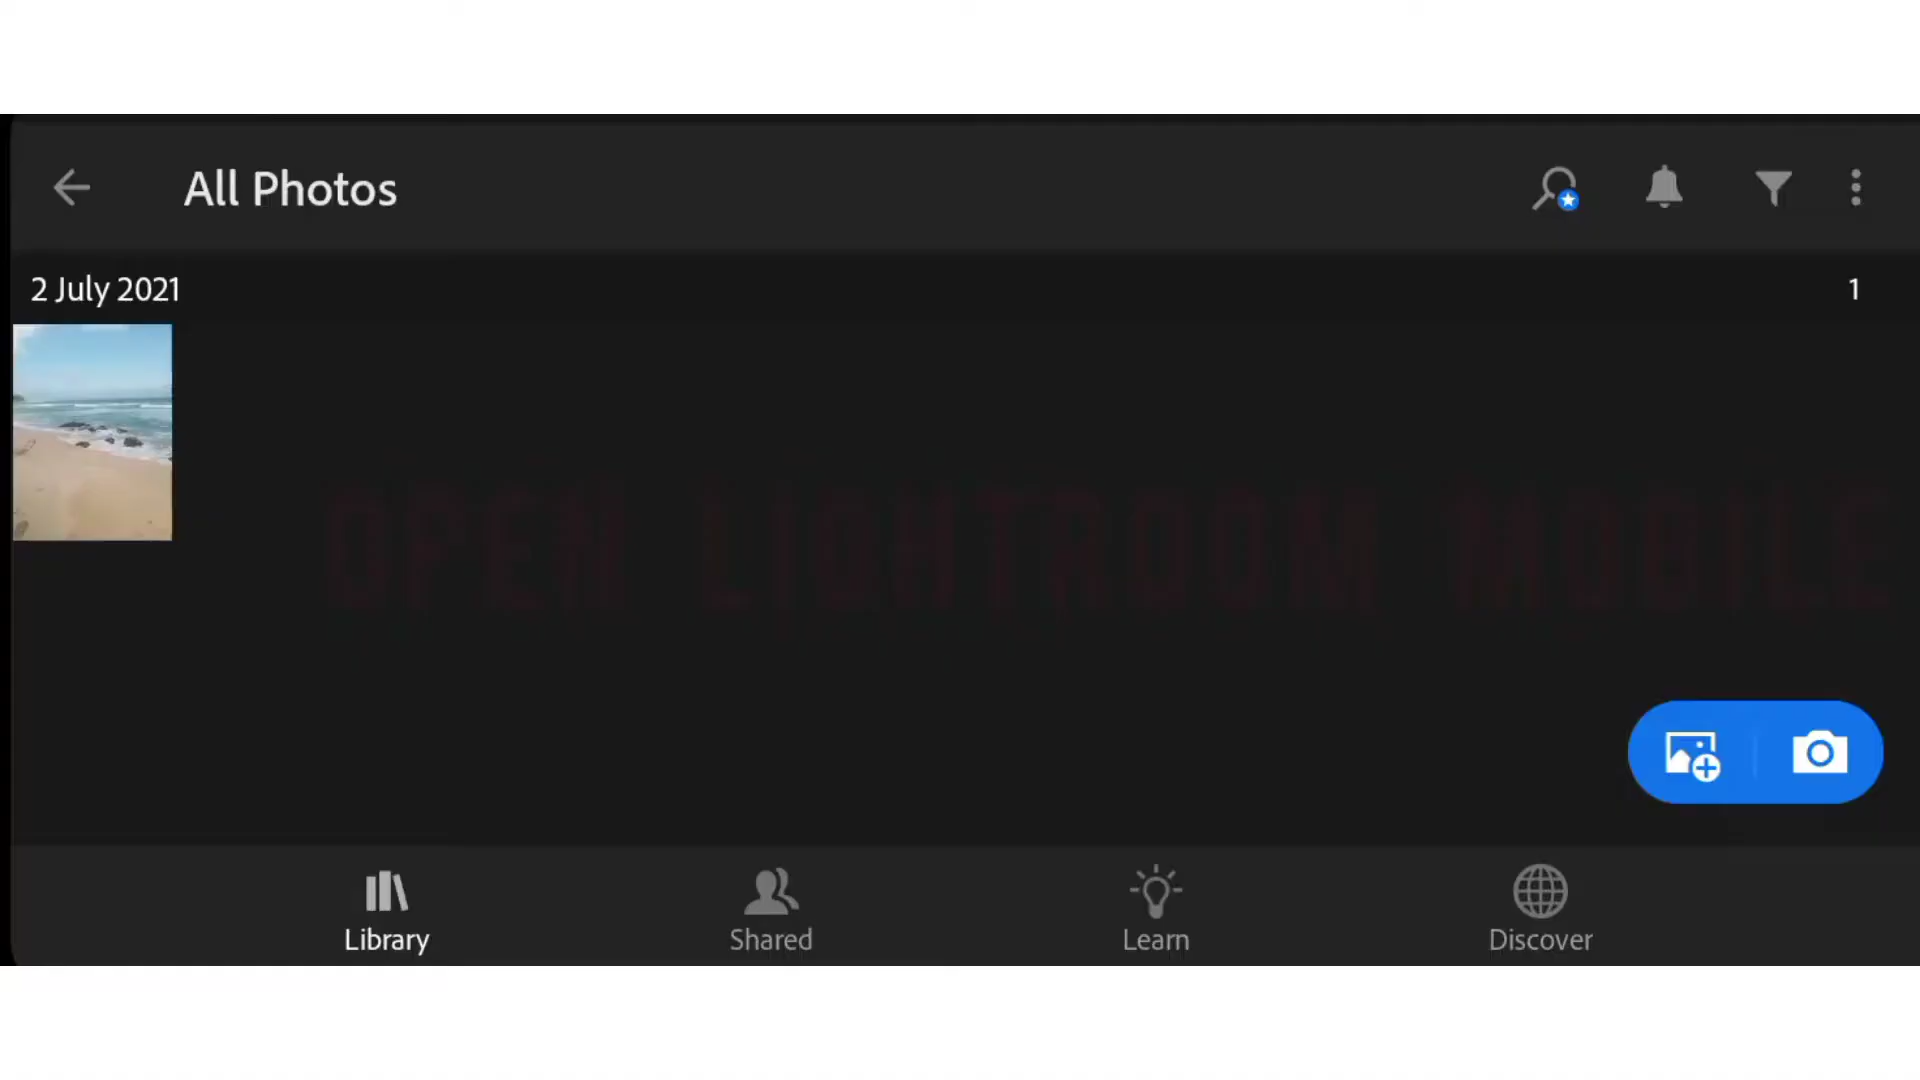 All Photos
2 July 2021
1
OPEN LIGHTROOM MOBILE
Library
Shared
Learn
Discover